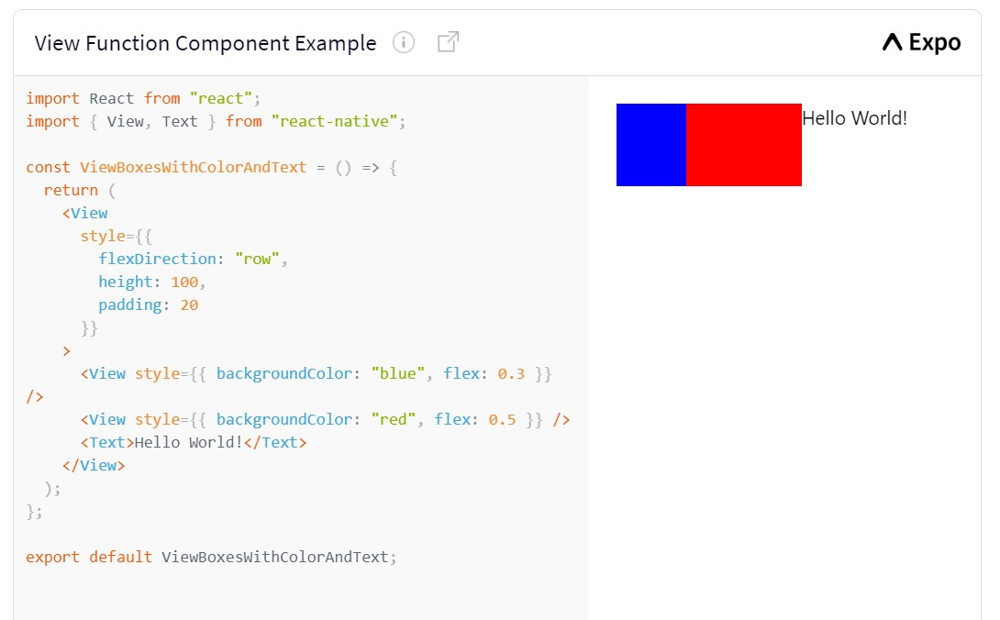 View Function Component Example
Expo
import React from "react";
import { View, Text } from "react-native";
const ViewBoxesWithColorAndText = () => {
  return (
    <View
      style={{
        flexDirection: "row",
        height: 100,
        padding: 20
      }}
    >
      <View style={{ backgroundColor: "blue", flex: 0.3 }}
/>
      <View style={{ backgroundColor: "red", flex: 0.5 }} />
      <Text>Hello World!</Text>
    </View>
  );
};
export default ViewBoxesWithColorAndText;
Hello World!